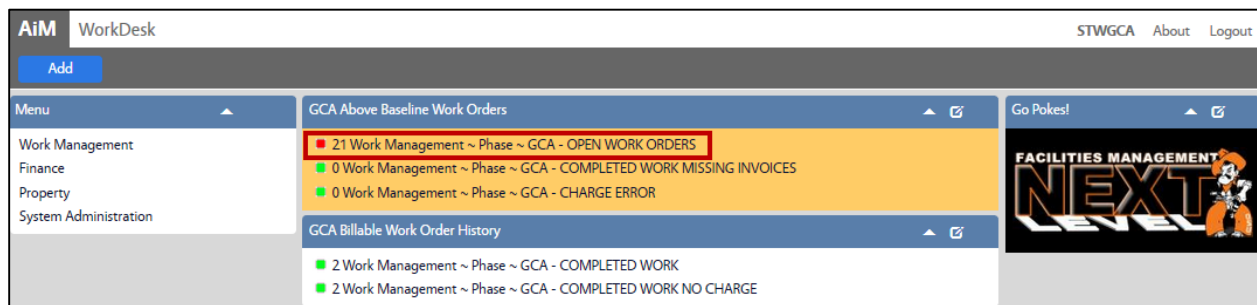 AiM WorkDesk STWGCA About Logout
Add
Menu
Work Management
Finance
Property
System Administration
GCA Above Baseline Work Orders
21 Work Management ~ Phase ~ GCA - OPEN WORK ORDERS
0 Work Management ~ Phase ~ GCA - COMPLETED WORK MISSING INVOICES
0 Work Management ~ Phase ~ GCA - CHARGE ERROR
GCA Billable Work Order History
2 Work Management ~ Phase ~ GCA - COMPLETED WORK
2 Work Management ~ Phase ~ GCA - COMPLETED WORK NO CHARGE
Go Pokes!
FACILITIES MANAGEMENT
NEXT
LEVEL